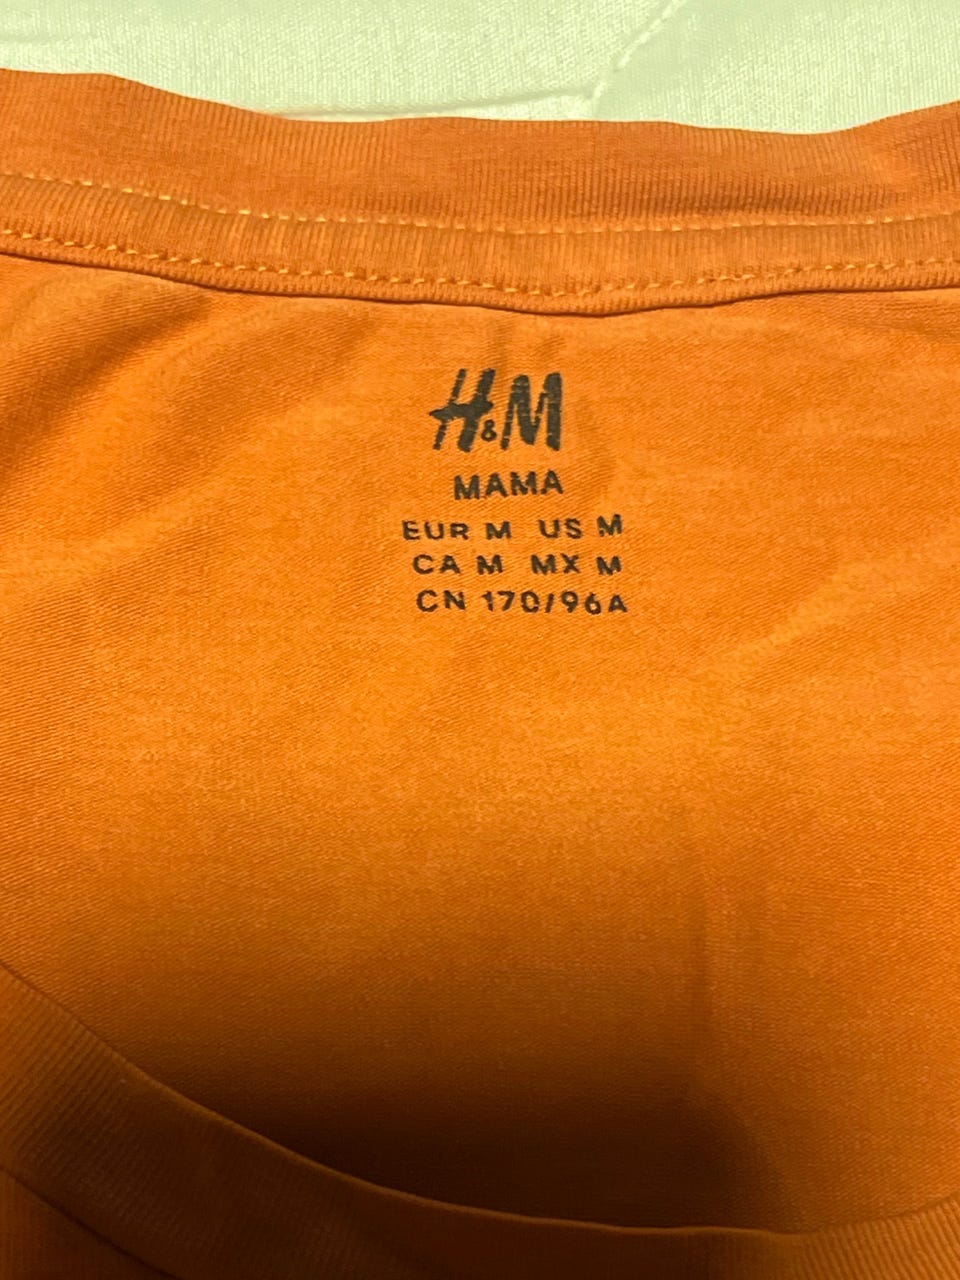 H&M
MAMA
EUR M US M
CA M MX M
CN 170/96A